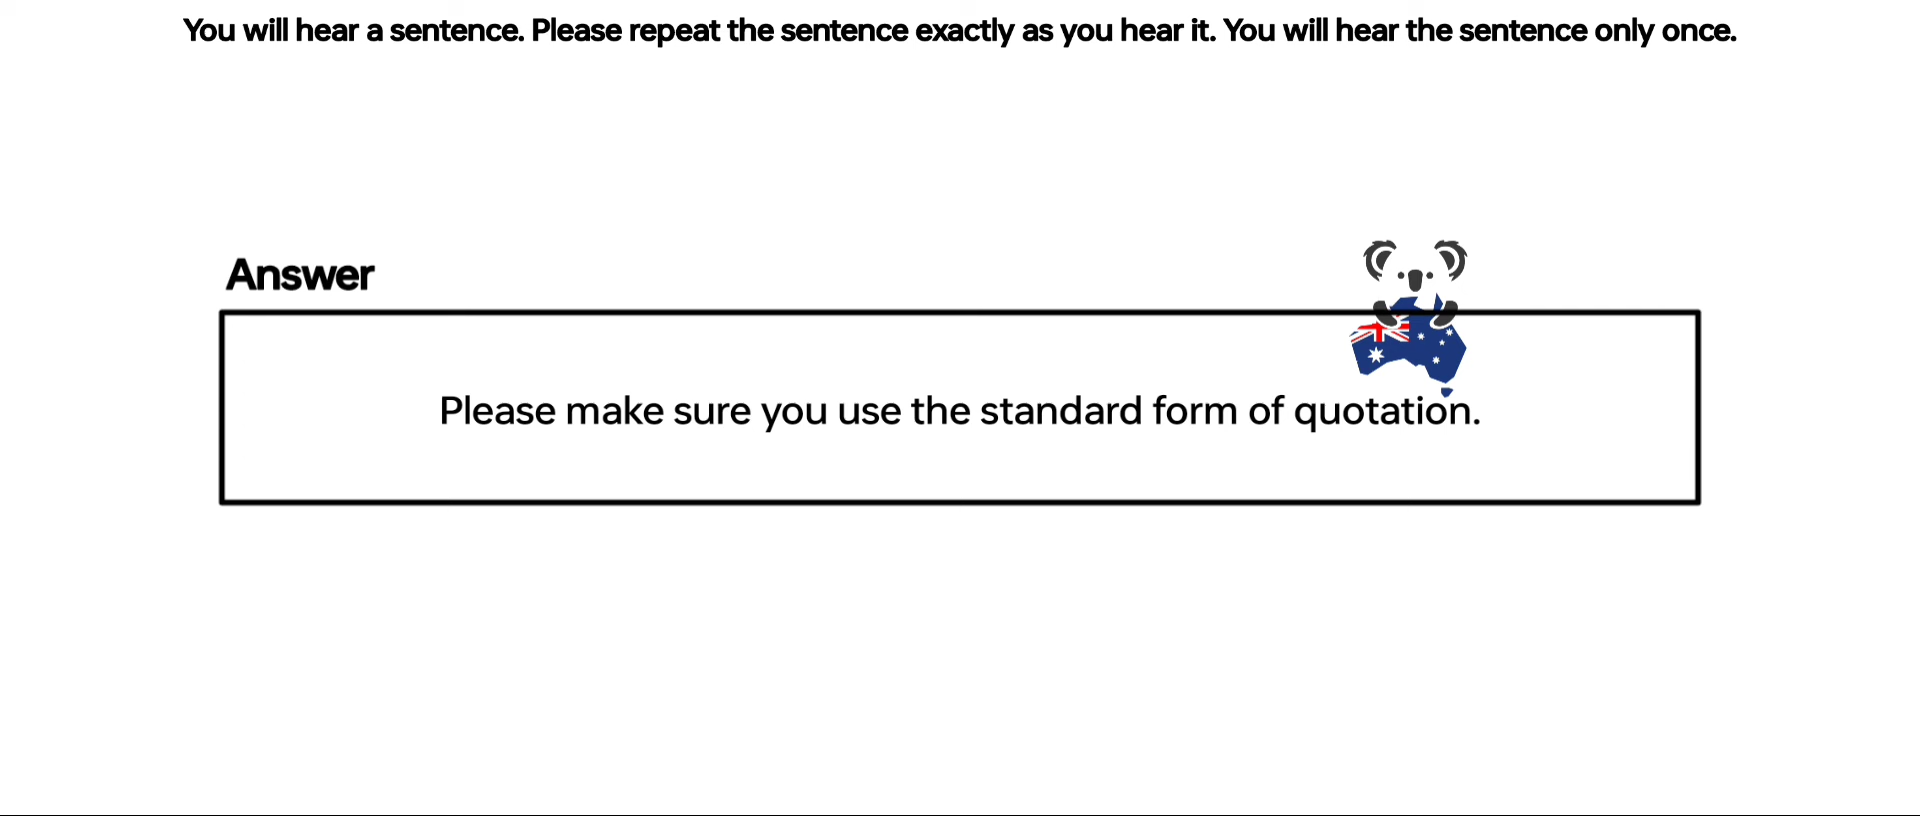 You will hear a sentence. Please repeat the sentence exactly as you hear it. You will hear the sentence only once.
Answer
Please make sure you use the standard form of quotation.